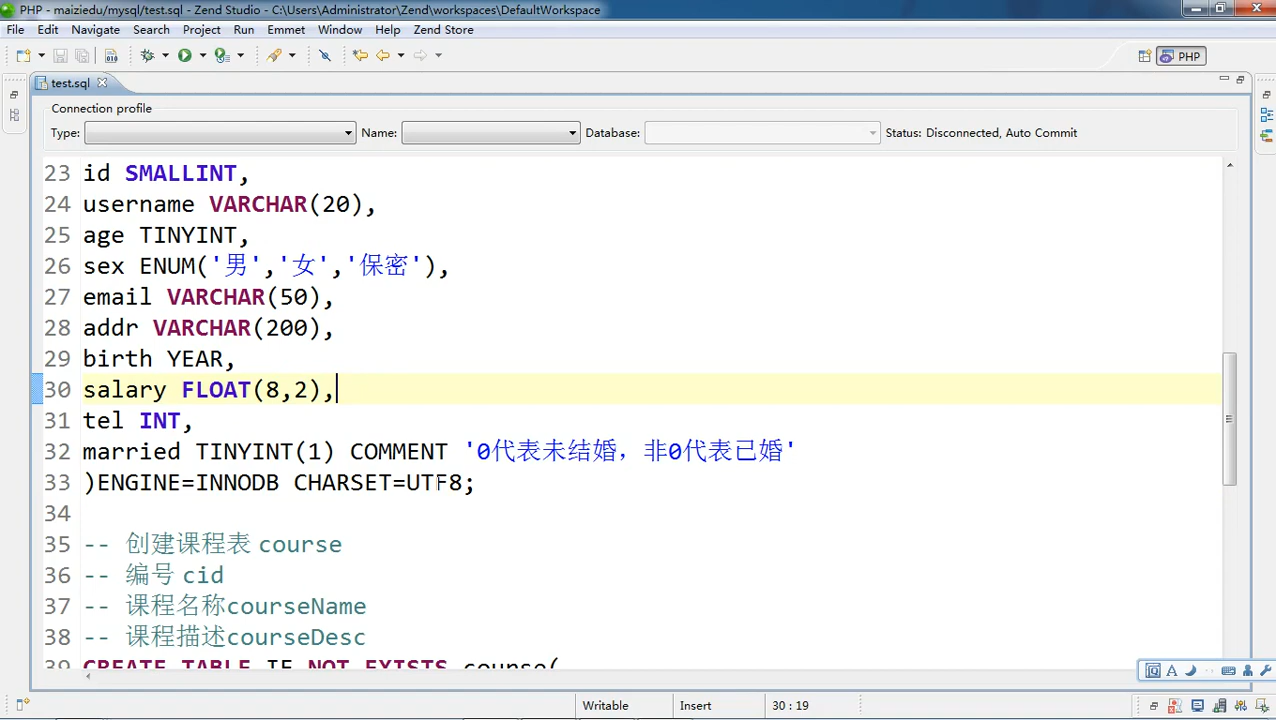 PHP - maiziedu/mysql/test.sql - Zend Studio - C:\Users\Administrator\Zend\workspaces\DefaultWorkspace
File Edit Navigate Search Project Run Emmet Window Help Zend Store
PHP
test.sql
Connection profile
Type: Name: Database: Status: Disconnected, Auto Commit
23 id SMALLINT,
24 username VARCHAR(20),
25 age TINYINT,
26 sex ENUM('男','女','保密'),
27 email VARCHAR(50),
28 addr VARCHAR(200),
29 birth YEAR,
30 salary FLOAT(8,2),
31 tel INT,
32 married TINYINT(1) COMMENT '0代表未结婚，非0代表已婚'
33 )ENGINE=INNODB CHARSET=UTF8;
34
35 -- 创建课程表 course
36 -- 编号 cid
37 -- 课程名称courseName
38 -- 课程描述courseDesc
39 CREATE TABLE IF NOT EXISTS course(
Writable Insert 30 : 19